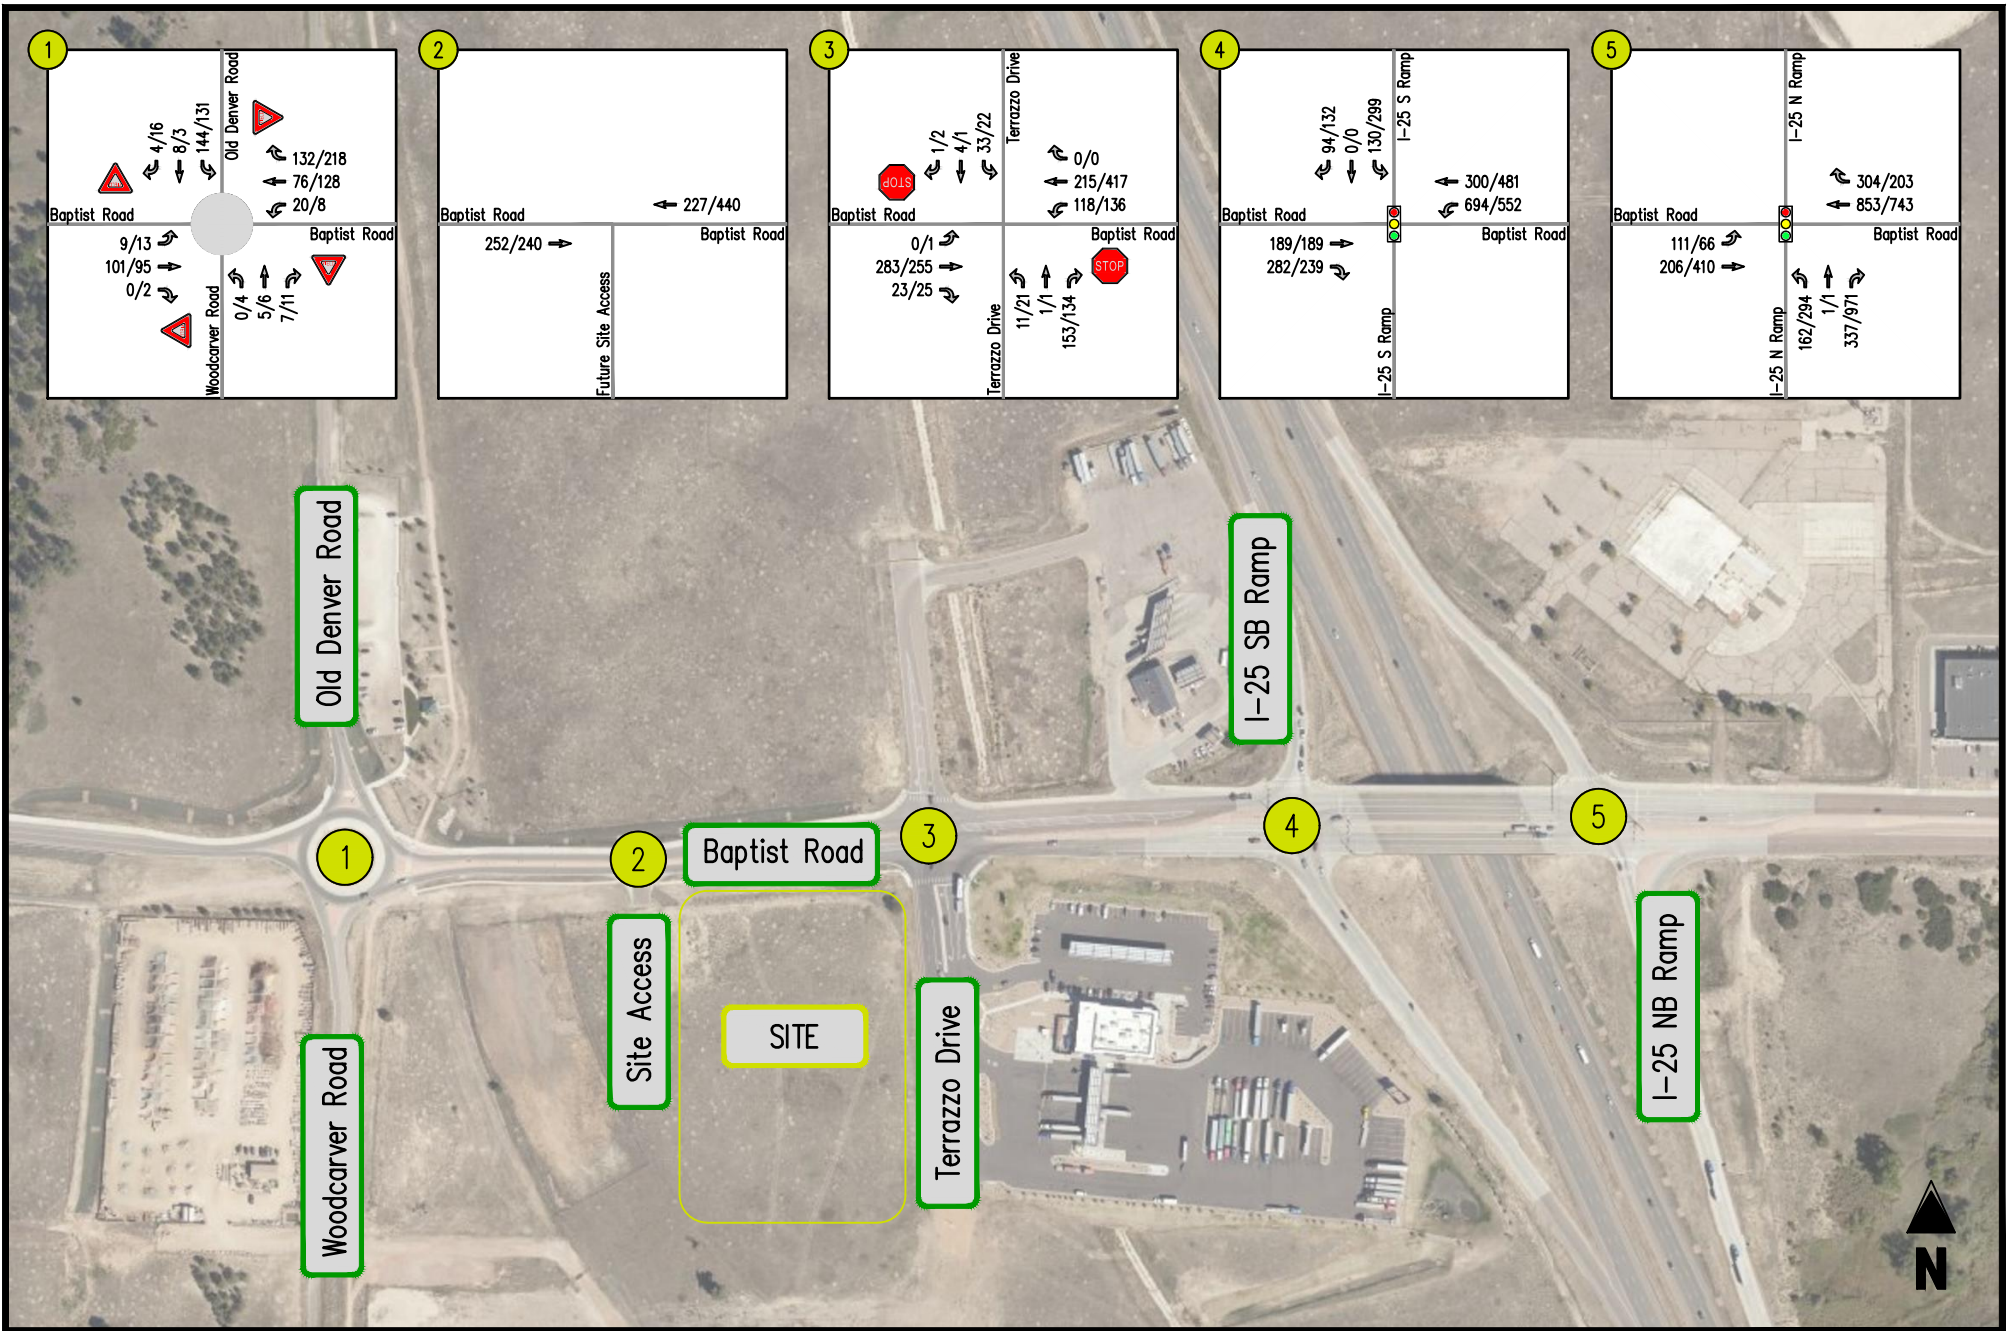 1
Old Denver Road
4/16
8/3
144/131
132/218
76/128
20/8
Baptist Road
Baptist Road
9/13
101/95
0/2
0/4
5/6
7/11
Woodcarver Road
2
227/440
Baptist Road
Baptist Road
252/240
Future Site Access
3
Terrazzo Drive
1/2
4/1
33/22
STOP
0/0
215/417
118/136
Baptist Road
Baptist Road
0/1
283/255
23/25
11/21
1/1
153/134
STOP
Terrazzo Drive
4
I-25 S Ramp
94/132
0/0
130/299
300/481
694/552
Baptist Road
Baptist Road
189/189
282/239
I-25 S Ramp
5
I-25 N Ramp
304/203
853/743
Baptist Road
Baptist Road
111/66
206/410
162/294
1/1
337/971
I-25 N Ramp
Old Denver Road
I-25 SB Ramp
1
2
Baptist Road
3
4
5
Site Access
SITE
Terrazzo Drive
I-25 NB Ramp
Woodcarver Road
N